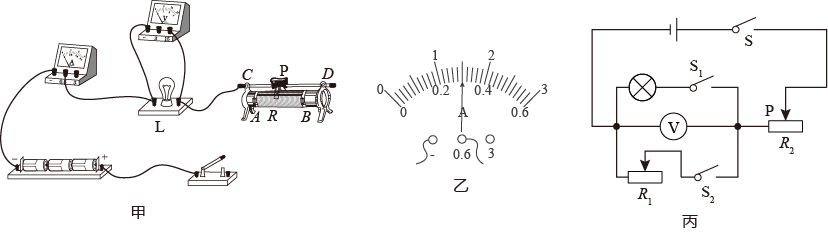 A
V
L
C
P
D
A
R
B
- +
甲
0 1 2 3
0 0.2 0.4 0.6
A
- 0.6 3
乙
S
S₁
V
P
R₂
R₁
S₂
丙